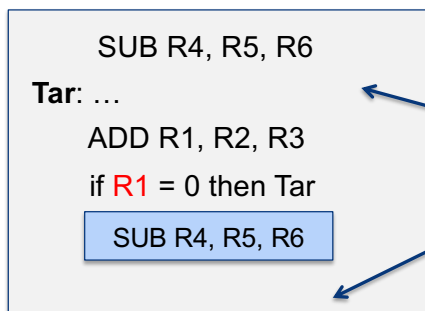 SUB R4, R5, R6
Tar: …
ADD R1, R2, R3
if R1 = 0 then Tar
SUB R4, R5, R6